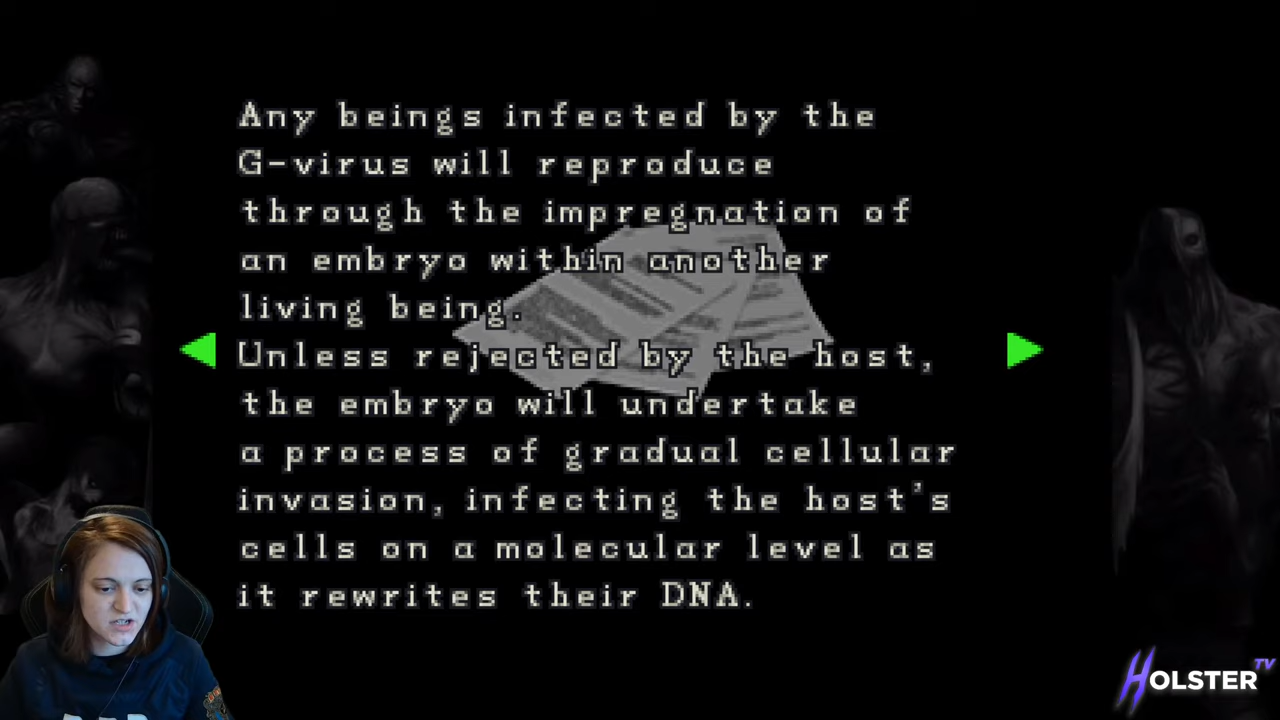 Any beings infected by the
G-virus will reproduce
through the impregnation of
an embryo within another
living being.
Unless rejected by the host,
the embryo will undertake
a process of gradual cellular
invasion, infecting the host's
cells on a molecular level as
it rewrites their DNA.
HOLSTER TV